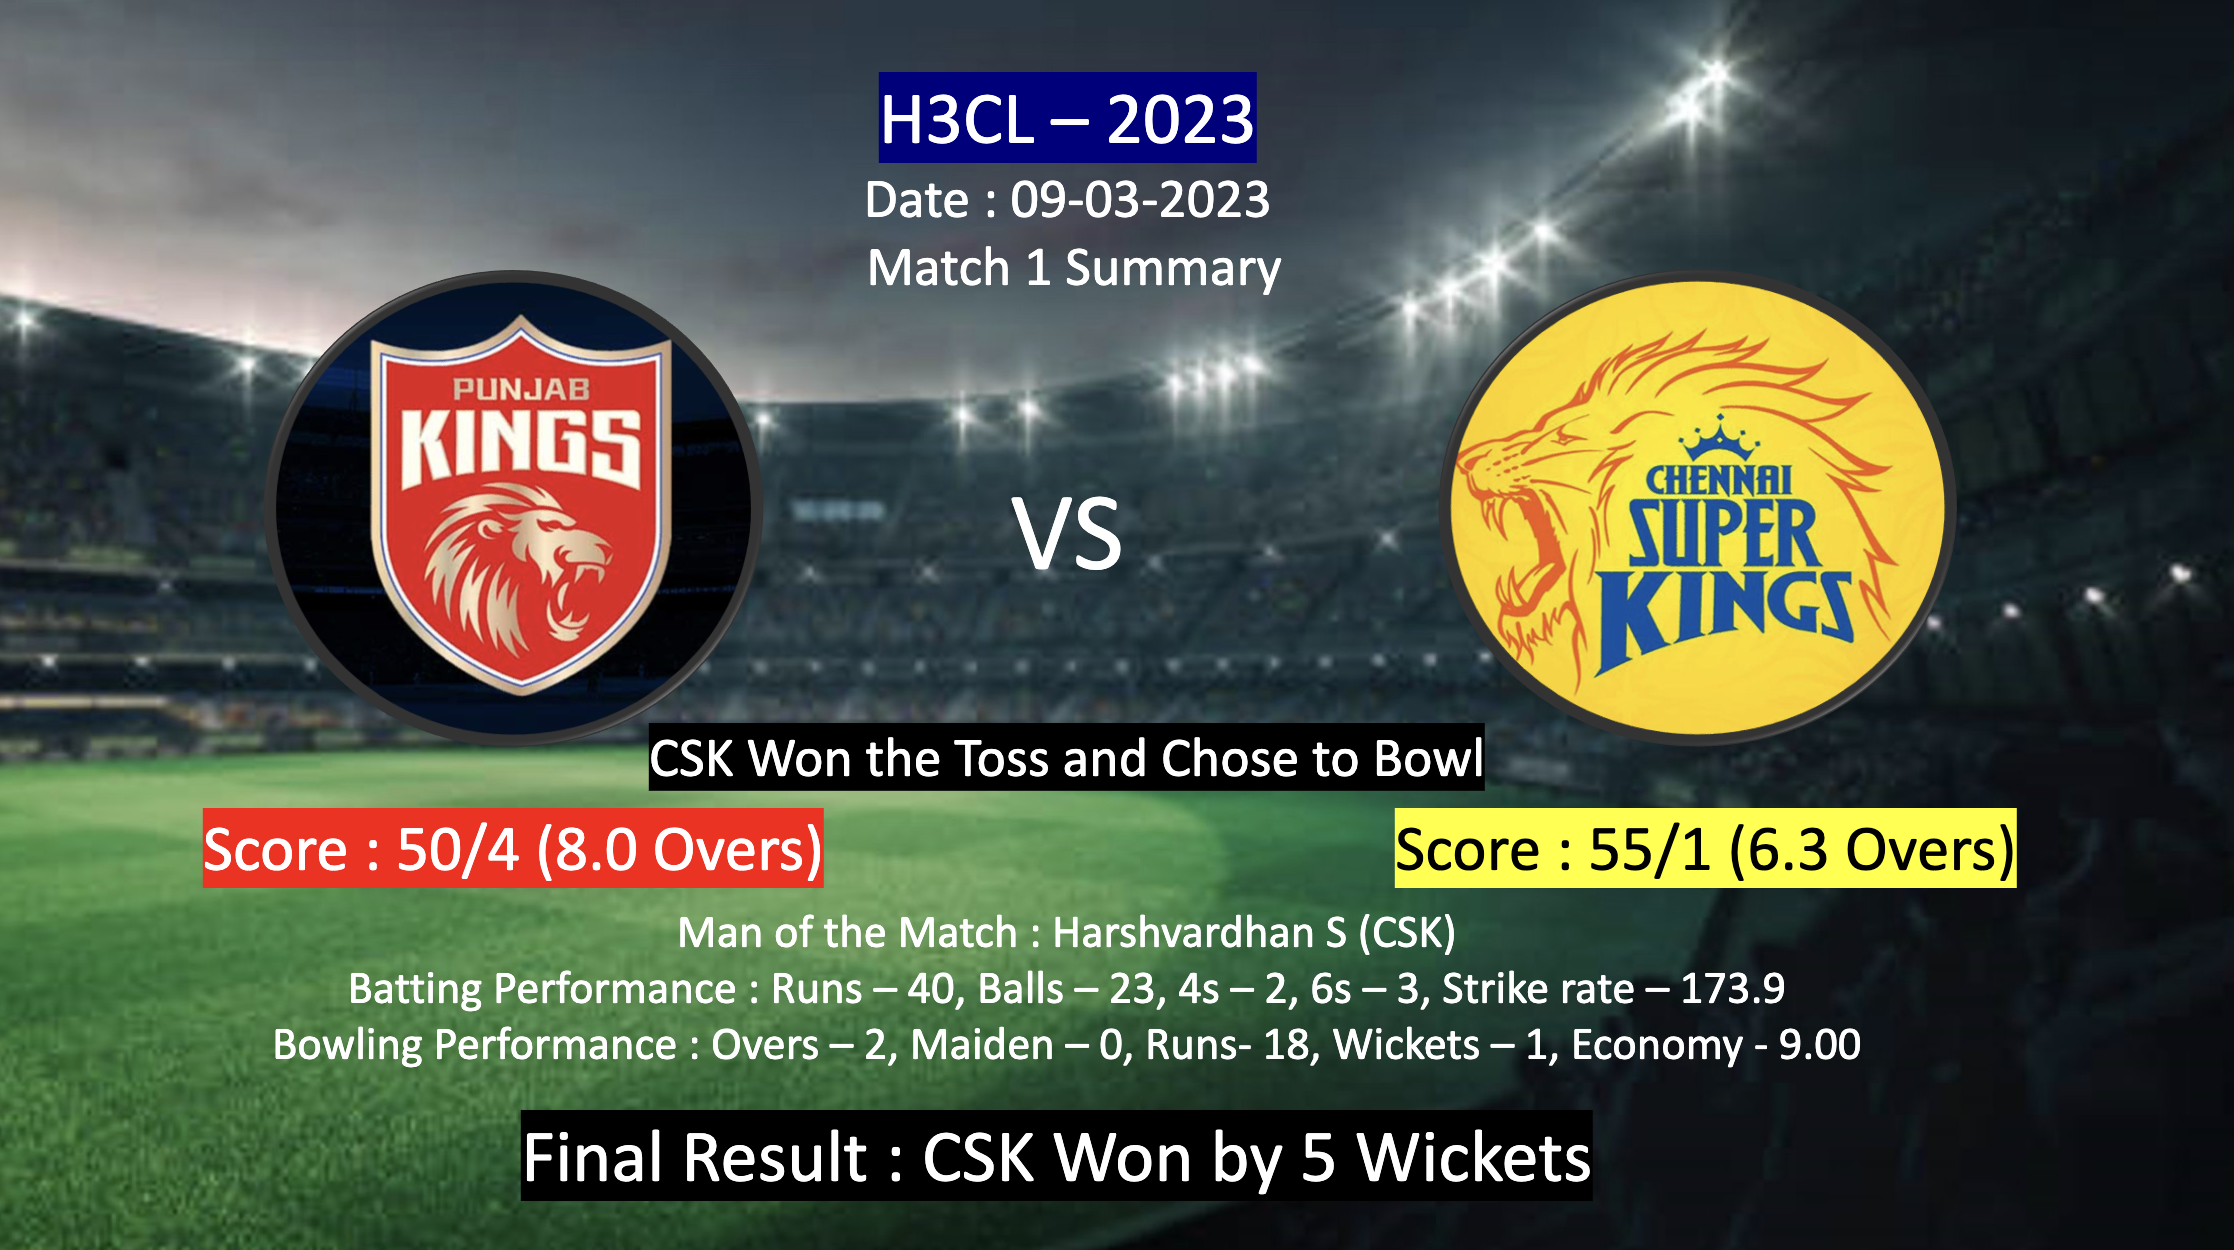 H3CL – 2023
Date : 09-03-2023
Match 1 Summary
PUNJAB
KINGS
VS
CHENNAI
SUPER
KINGS
CSK Won the Toss and Chose to Bowl
Score : 50/4 (8.0 Overs)
Score : 55/1 (6.3 Overs)
Man of the Match : Harshvardhan S (CSK)
Batting Performance : Runs – 40, Balls – 23, 4s – 2, 6s – 3, Strike rate – 173.9
Bowling Performance : Overs – 2, Maiden – 0, Runs- 18, Wickets – 1, Economy - 9.00
Final Result : CSK Won by 5 Wickets